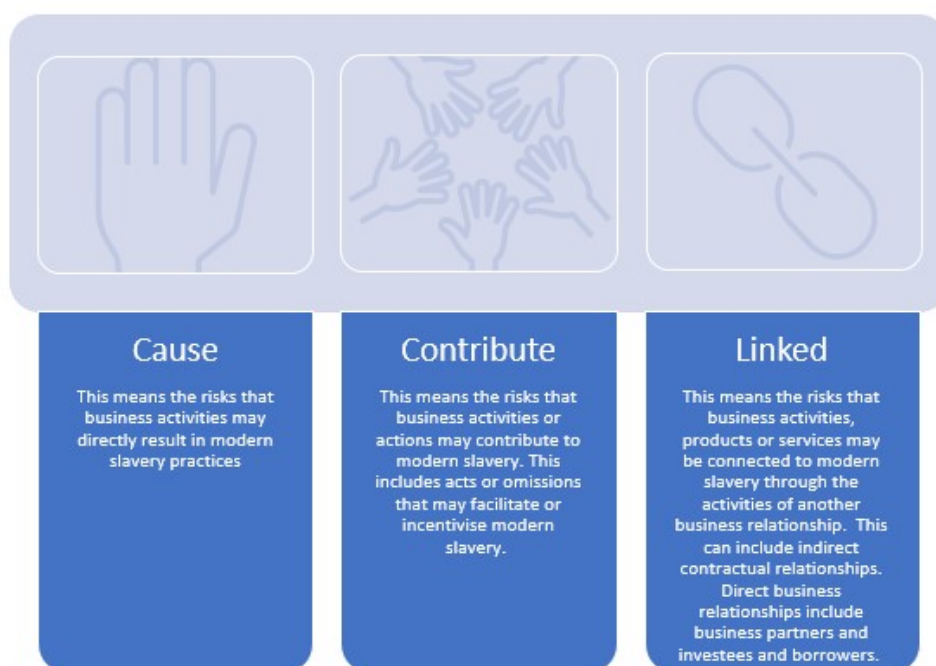 Cause
This means the risks that
business activities may
directly result in modern
slavery practices
Contribute
This means the risks that
business activities or
actions may contribute to
modern slavery. This
includes acts or omissions
that may facilitate or
incentivise modern
slavery.
Linked
This means the risks that
business activities,
products or services may
be connected to modern
slavery through the
activities of another
business relationship. This
can include indirect
contractual relationships.
Direct business
relationships include
business partners and
investees and borrowers.